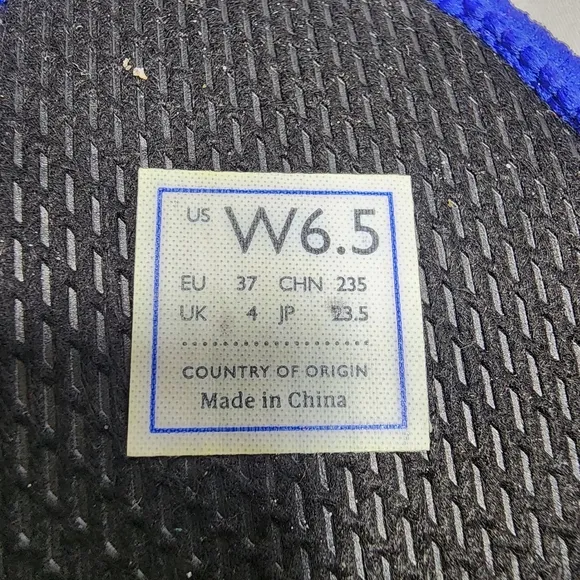 US W6.5
EU 37 CHN 235
UK 4 JP 23.5
COUNTRY OF ORIGIN
Made in China